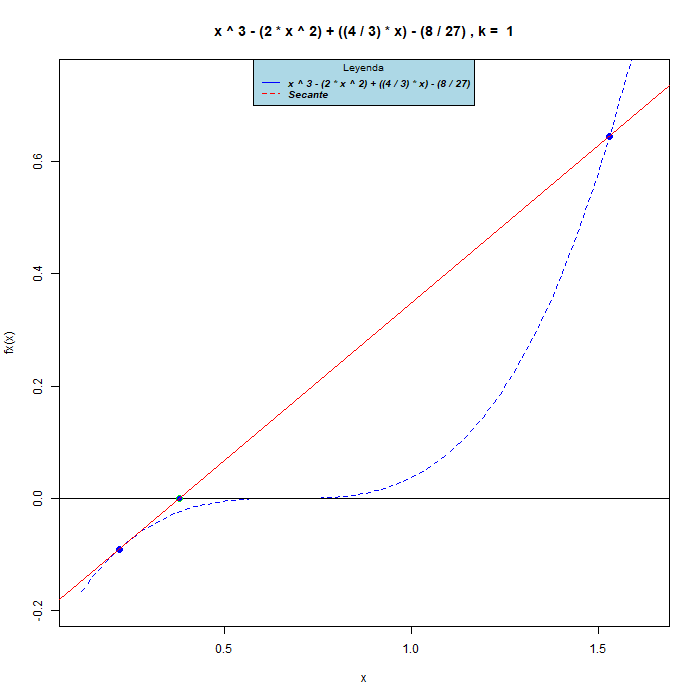 x ^ 3 - (2 * x ^ 2) + ((4 / 3) * x) - (8 / 27) , k = 1
Leyenda
x ^ 3 - (2 * x ^ 2) + ((4 / 3) * x) - (8 / 27)
Secante
0.6
0.4
0.2
0.0
-0.2
fx(x)
0.5 1.0 1.5
x